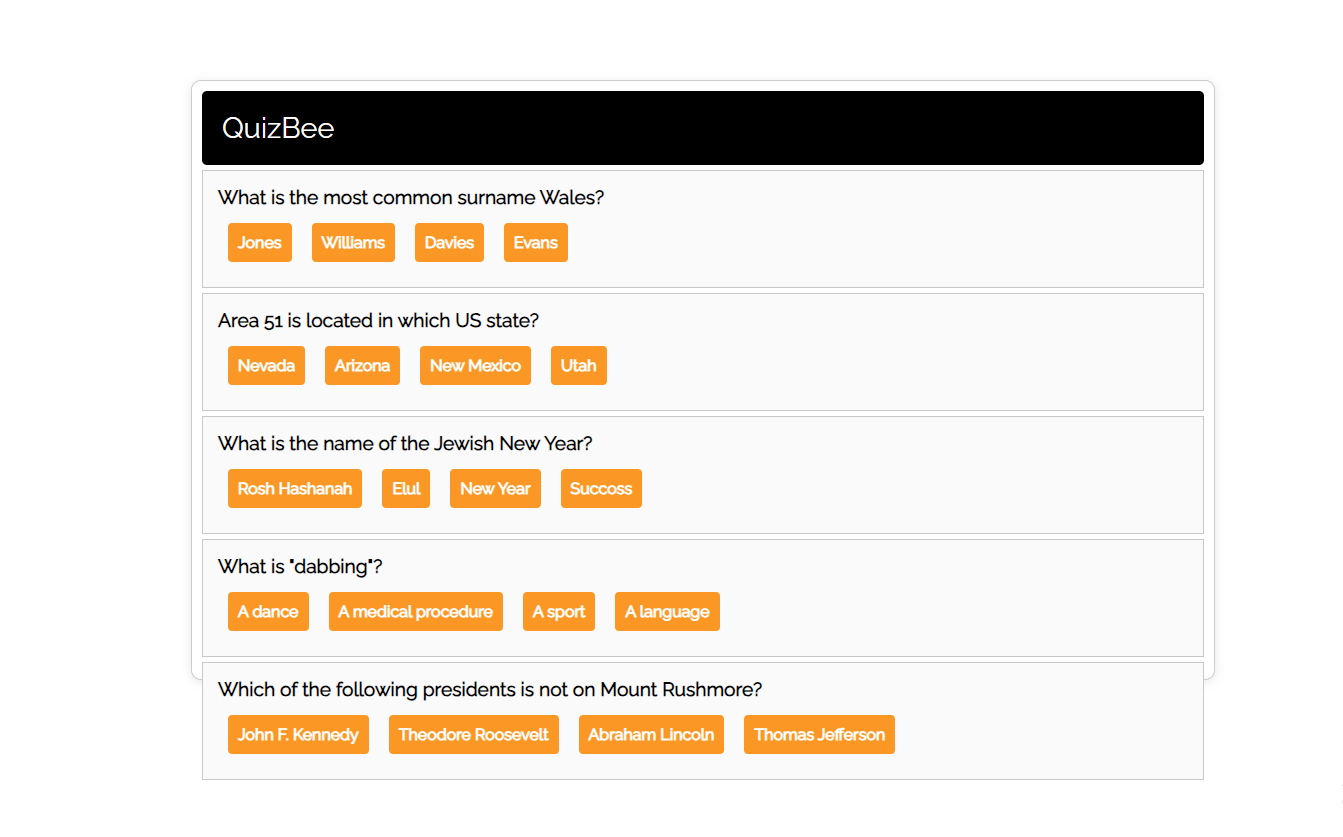 QuizBee
What is the most common surname Wales?
Jones Williams Davies Evans
Area 51 is located in which US state?
Nevada Arizona New Mexico Utah
What is the name of the Jewish New Year?
Rosh Hashanah Elul New Year Succoss
What is "dabbing"?
A dance A medical procedure A sport A language
Which of the following presidents is not on Mount Rushmore?
John F. Kennedy Theodore Roosevelt Abraham Lincoln Thomas Jefferson